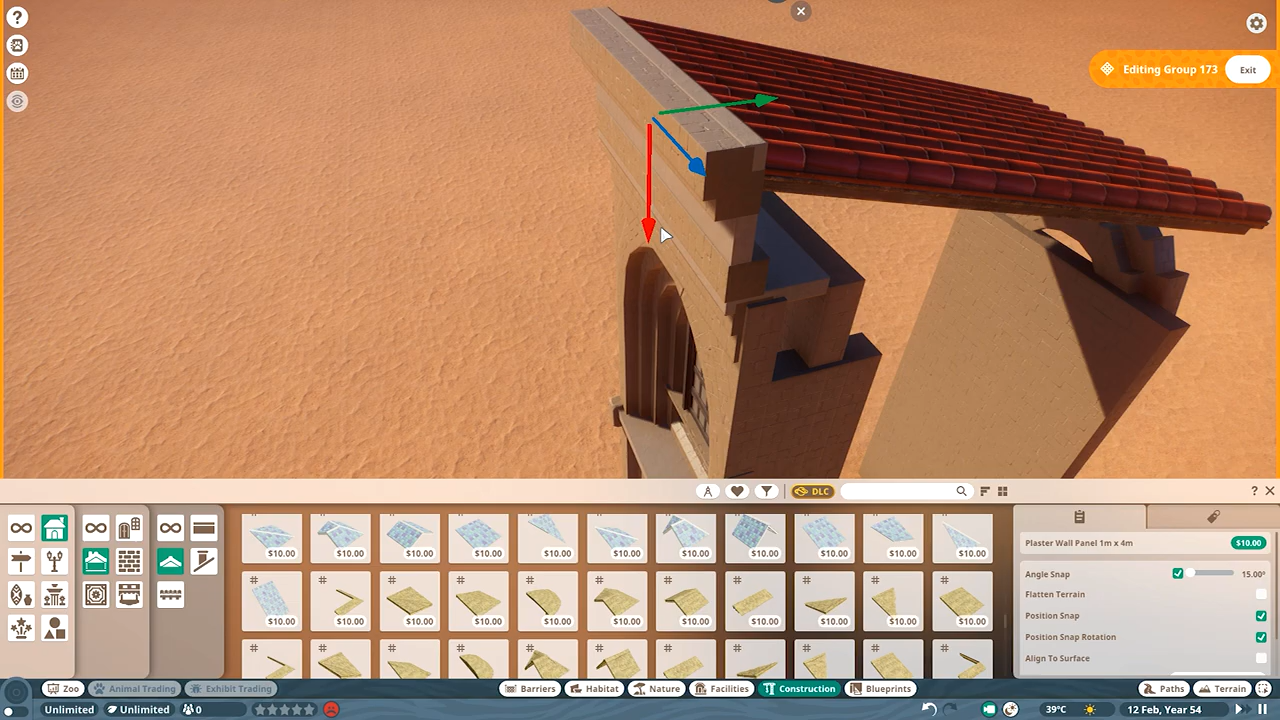 ?
Editing Group 173 Exit
DLC
?
$10.00 $10.00 $10.00 $10.00 $10.00 $10.00 $10.00 $10.00 $10.00 $10.00 $10.00
$10.00 $10.00 $10.00 $10.00 $10.00 $10.00 $10.00 $10.00 $10.00 $10.00 $10.00
Plaster Wall Panel 1m x 4m $10.00
Angle Snap 15.00°
Flatten Terrain
Position Snap
Position Snap Rotation
Align To Surface
Zoo Animal Trading Exhibit Trading Barriers Habitat Nature Facilities Construction Blueprints Paths Terrain
Unlimited Unlimited 0 39°C 12 Feb, Year 54